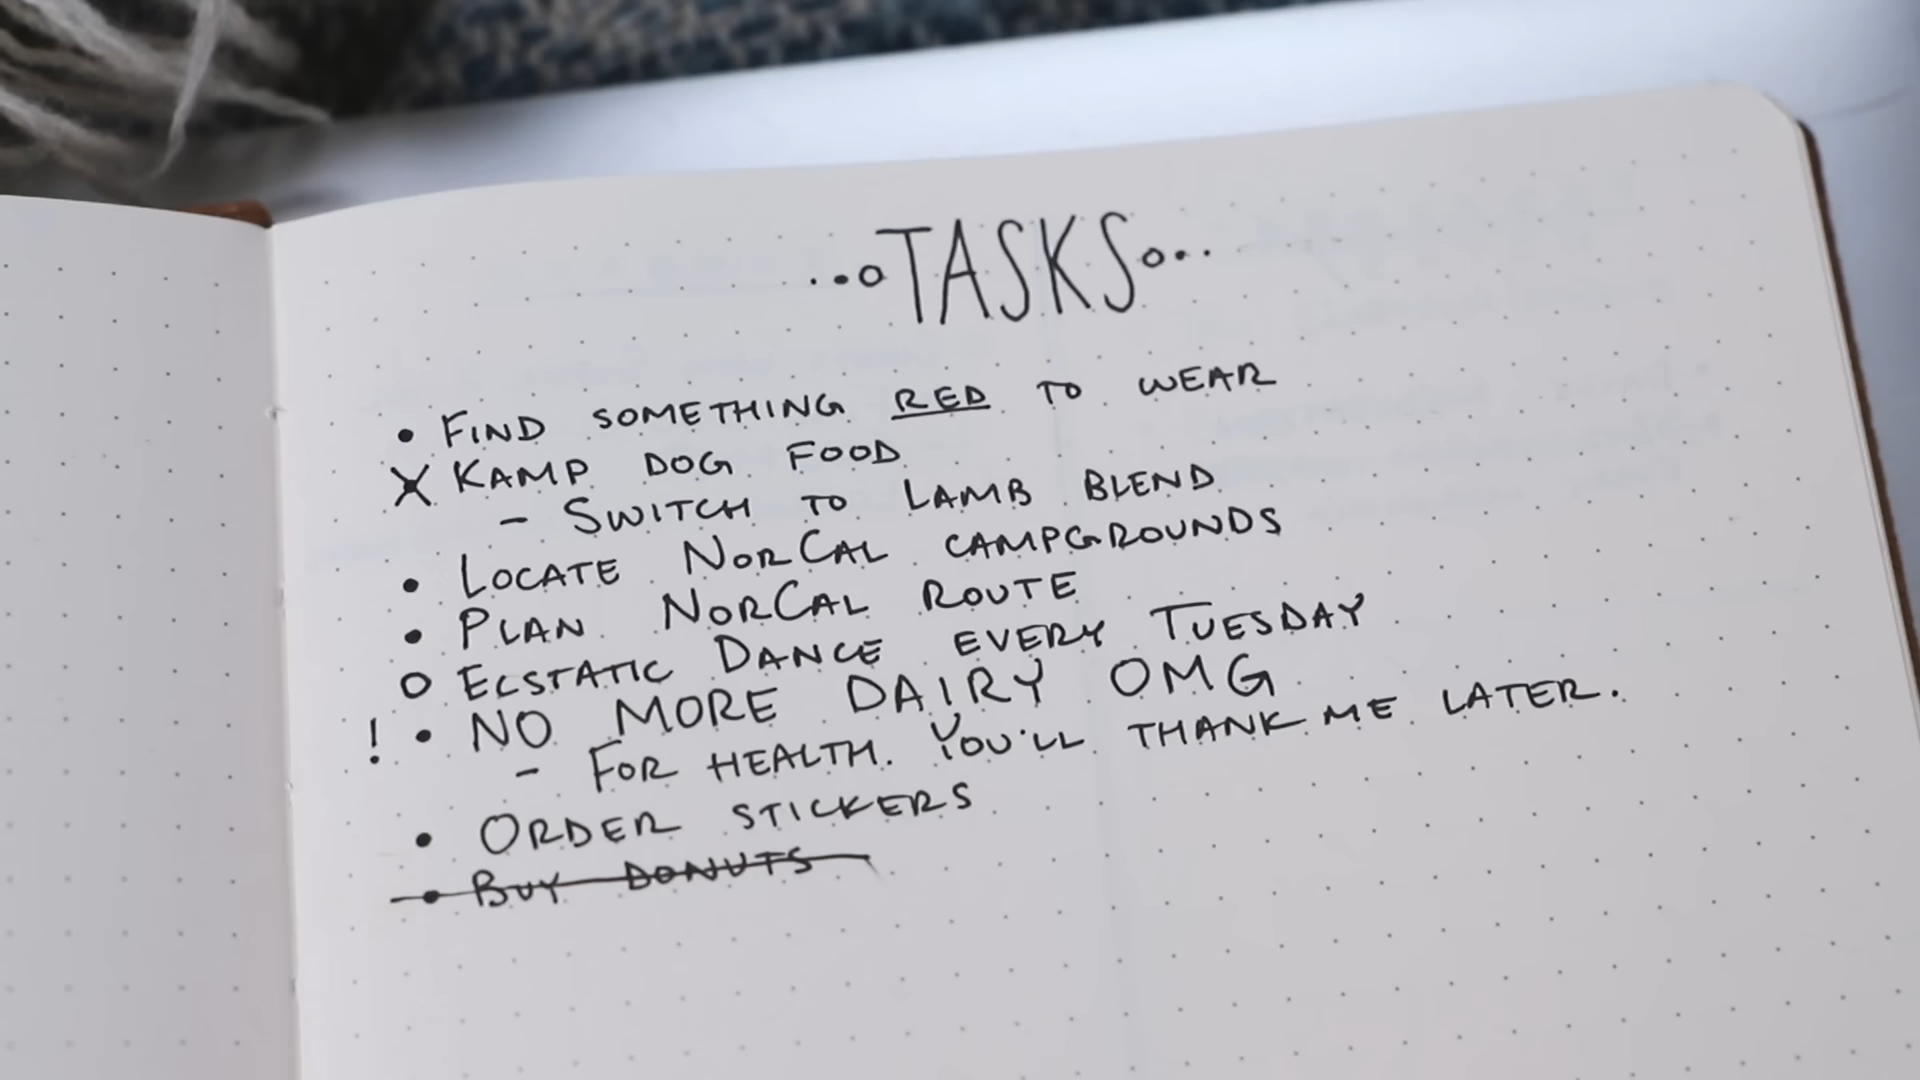 ..oTASKSo..
• FIND SOMETHING RED TO WEAR
X KAMP DOG FOOD
- SWITCH TO LAMB BLEND
• LOCATE NORCAL CAMPGROUNDS
• PLAN NORCAL ROUTE
O ECSTATIC DANCE EVERY TUESDAY
! • NO MORE DAIRY OMG
- FOR HEALTH. YOU'LL THANK ME LATER.
• ORDER STICKERS
• BUY DONUTS